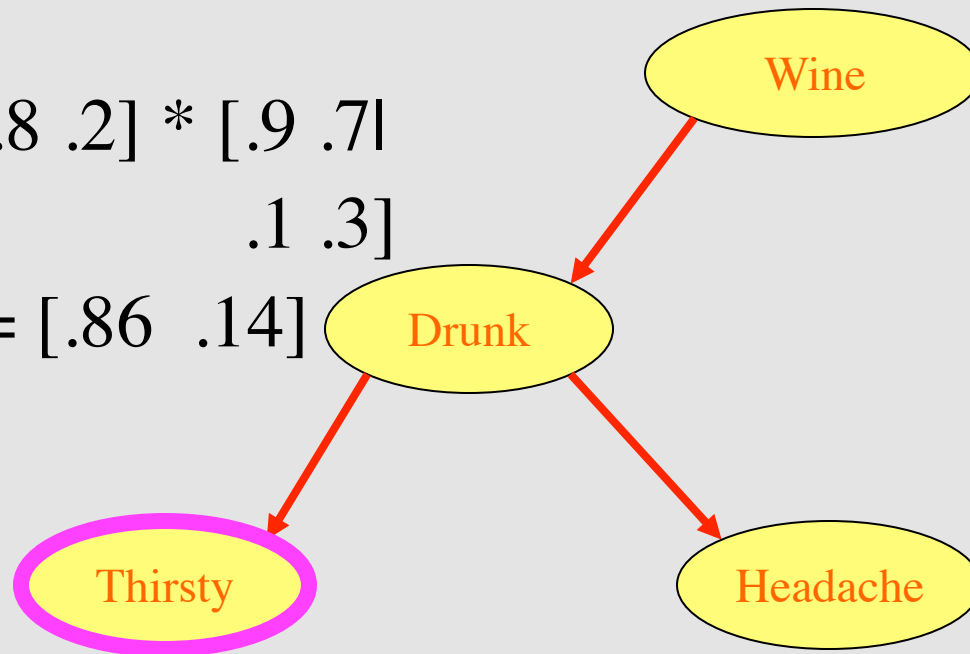 Wine
.8 .2] * [.9 .7|
.1 .3]
= [.86 .14]
Drunk
Thirsty
Headache